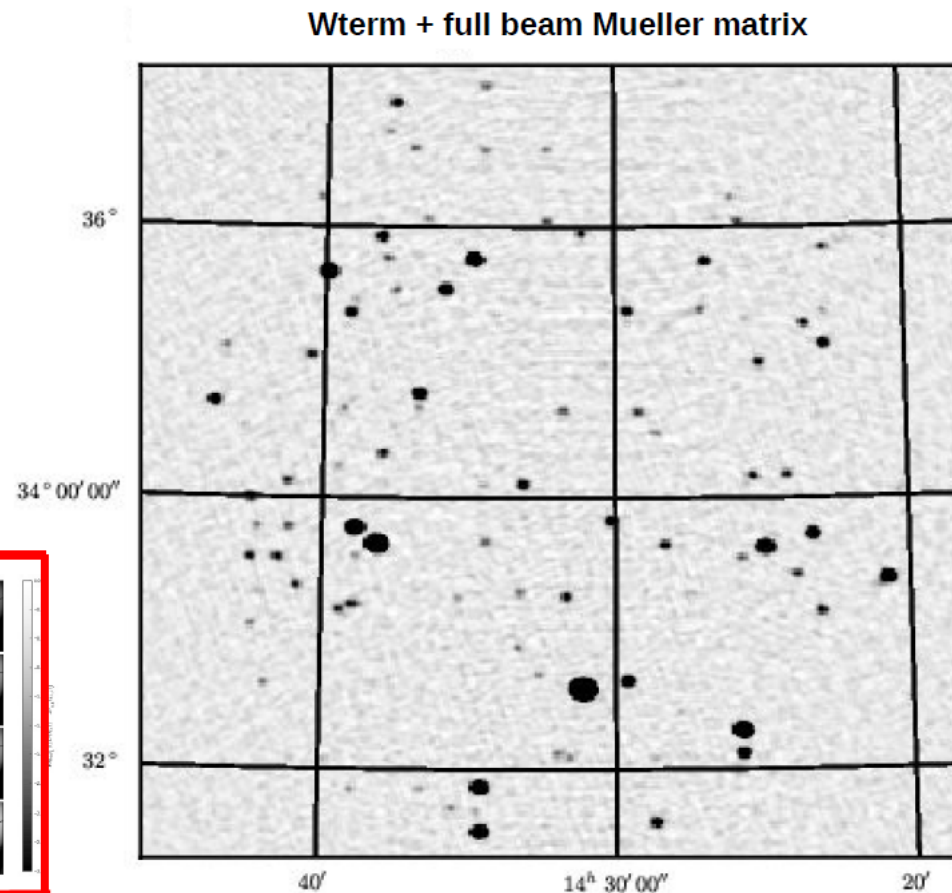 Wterm + full beam Mueller matrix
36°
34° 00′ 00″
32°
40′
14ʰ 30′ 00″
20′